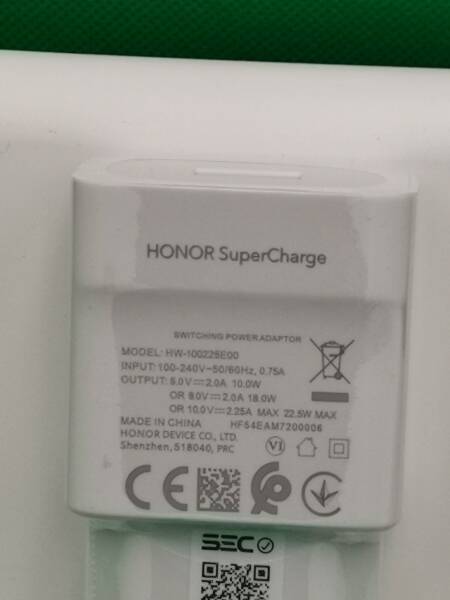 HONOR SuperCharge
SWITCHING POWER ADAPTOR
MODEL: HW-100225E00
INPUT: 100-240V~50/60Hz, 0.75A
OUTPUT: 5.0V⎓2.0A 10.0W
OR 9.0V⎓2.0A 18.0W
OR 10.0V⎓2.25A MAX 22.5W MAX
MADE IN CHINA HF54EAM7200006
HONOR DEVICE CO., LTD.
Shenzhen, 518040, PRC
VI
CE
SEC